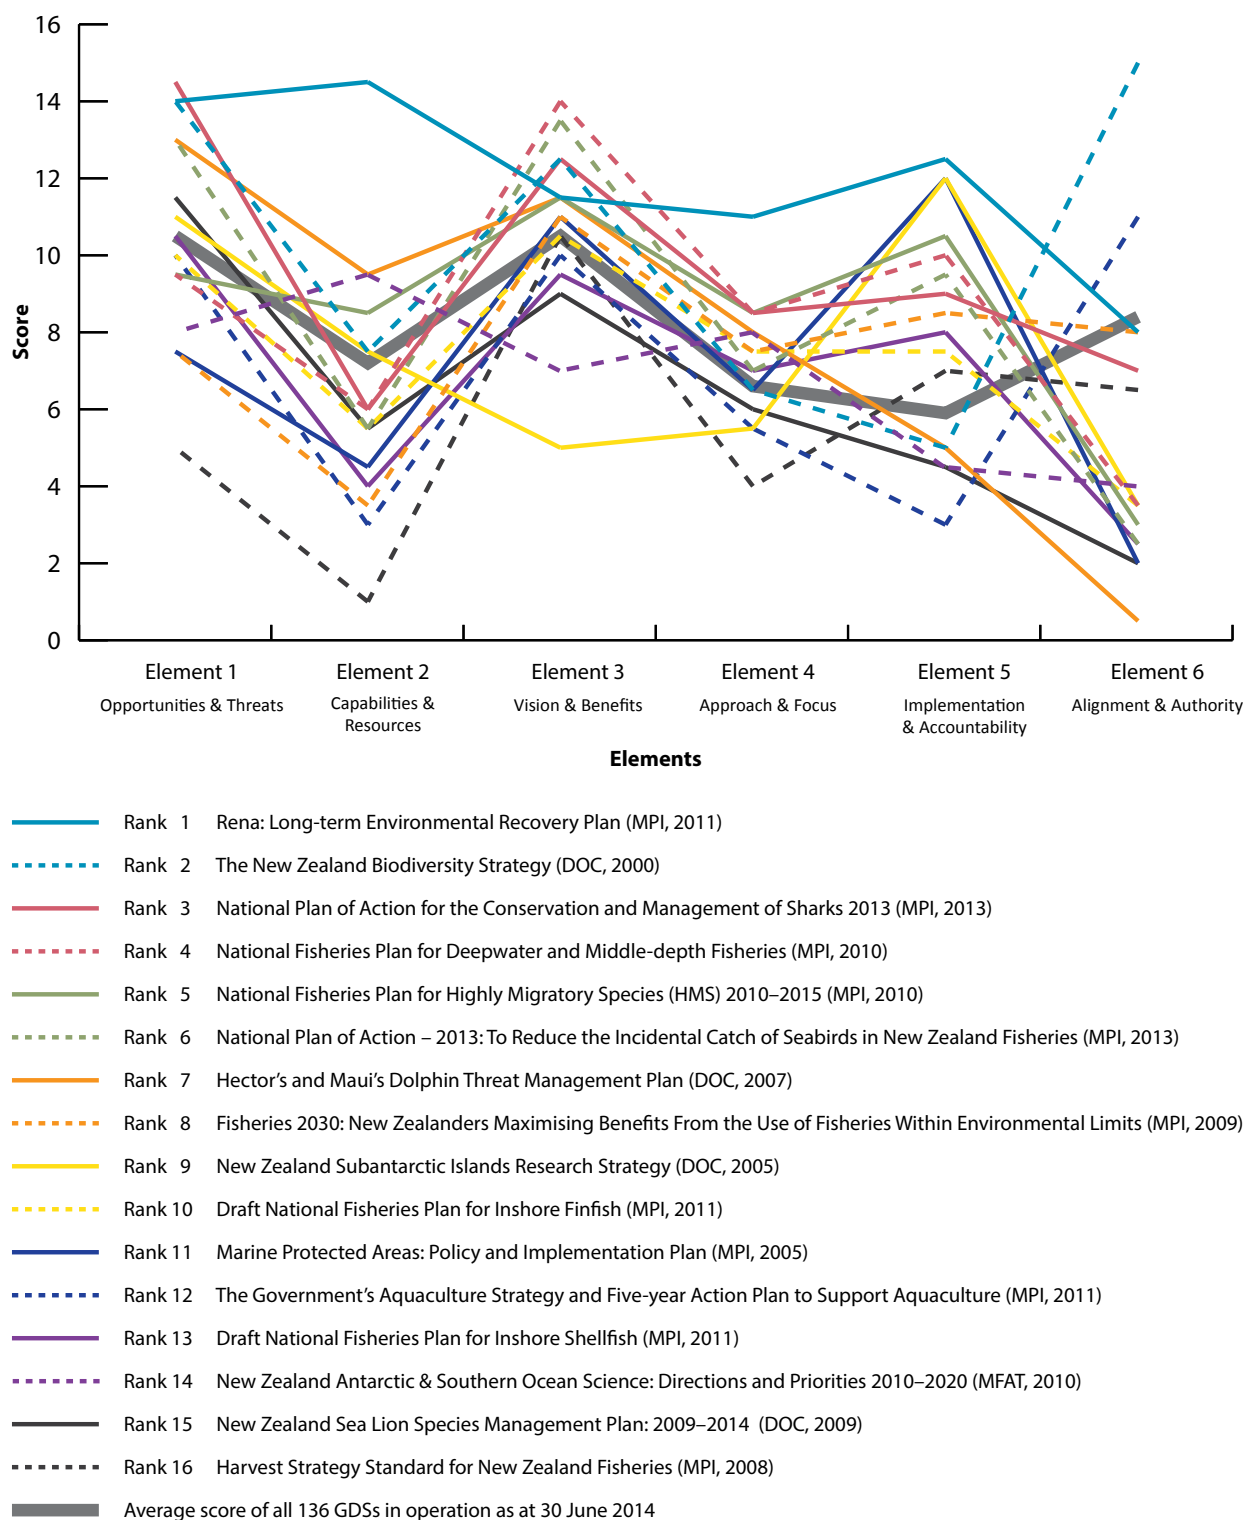 16
14
12
10
8
6
4
2
0
Score
Element 1
Opportunities & Threats
Element 2
Capabilities &
Resources
Element 3
Vision & Benefits
Element 4
Approach & Focus
Element 5
Implementation
& Accountability
Element 6
Alignment & Authority
Elements
Rank 1 Rena: Long-term Environmental Recovery Plan (MPI, 2011)
Rank 2 The New Zealand Biodiversity Strategy (DOC, 2000)
Rank 3 National Plan of Action for the Conservation and Management of Sharks 2013 (MPI, 2013)
Rank 4 National Fisheries Plan for Deepwater and Middle-depth Fisheries (MPI, 2010)
Rank 5 National Fisheries Plan for Highly Migratory Species (HMS) 2010–2015 (MPI, 2010)
Rank 6 National Plan of Action – 2013: To Reduce the Incidental Catch of Seabirds in New Zealand Fisheries (MPI, 2013)
Rank 7 Hector’s and Maui’s Dolphin Threat Management Plan (DOC, 2007)
Rank 8 Fisheries 2030: New Zealanders Maximising Benefits From the Use of Fisheries Within Environmental Limits (MPI, 2009)
Rank 9 New Zealand Subantarctic Islands Research Strategy (DOC, 2005)
Rank 10 Draft National Fisheries Plan for Inshore Finfish (MPI, 2011)
Rank 11 Marine Protected Areas: Policy and Implementation Plan (MPI, 2005)
Rank 12 The Government’s Aquaculture Strategy and Five-year Action Plan to Support Aquaculture (MPI, 2011)
Rank 13 Draft National Fisheries Plan for Inshore Shellfish (MPI, 2011)
Rank 14 New Zealand Antarctic & Southern Ocean Science: Directions and Priorities 2010–2020 (MFAT, 2010)
Rank 15 New Zealand Sea Lion Species Management Plan: 2009–2014 (DOC, 2009)
Rank 16 Harvest Strategy Standard for New Zealand Fisheries (MPI, 2008)
Average score of all 136 GDSs in operation as at 30 June 2014